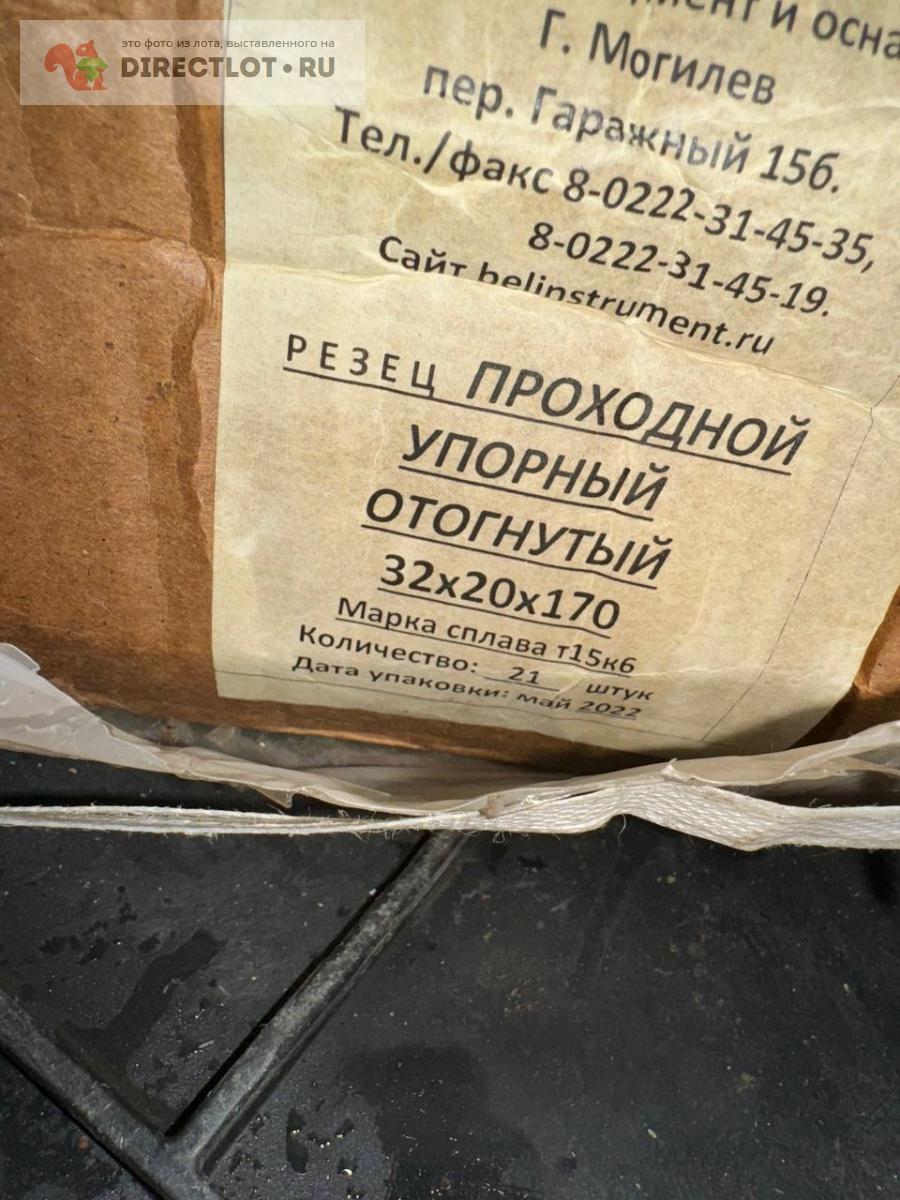 это фото из лота, выставленного на
DIRECTLOT•RU
и осна
Г. Могилев
пер. Гаражный 15б.
Тел./факс 8-0222-31-45-35,
8-0222-31-45-19.
Сайт belinstrument.ru
РЕЗЕЦ ПРОХОДНОЙ
УПОРНЫЙ
ОТОГНУТЫЙ
32х20х170
Марка сплава т15к6
Количество: 21 штук
Дата упаковки: май 2022